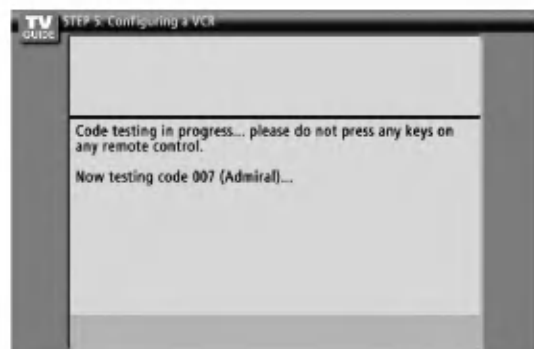 TV
GUIDE
STEP 5: Configuring a VCR
Code testing in progress... please do not press any keys on
any remote control.
Now testing code 007 (Admiral)...